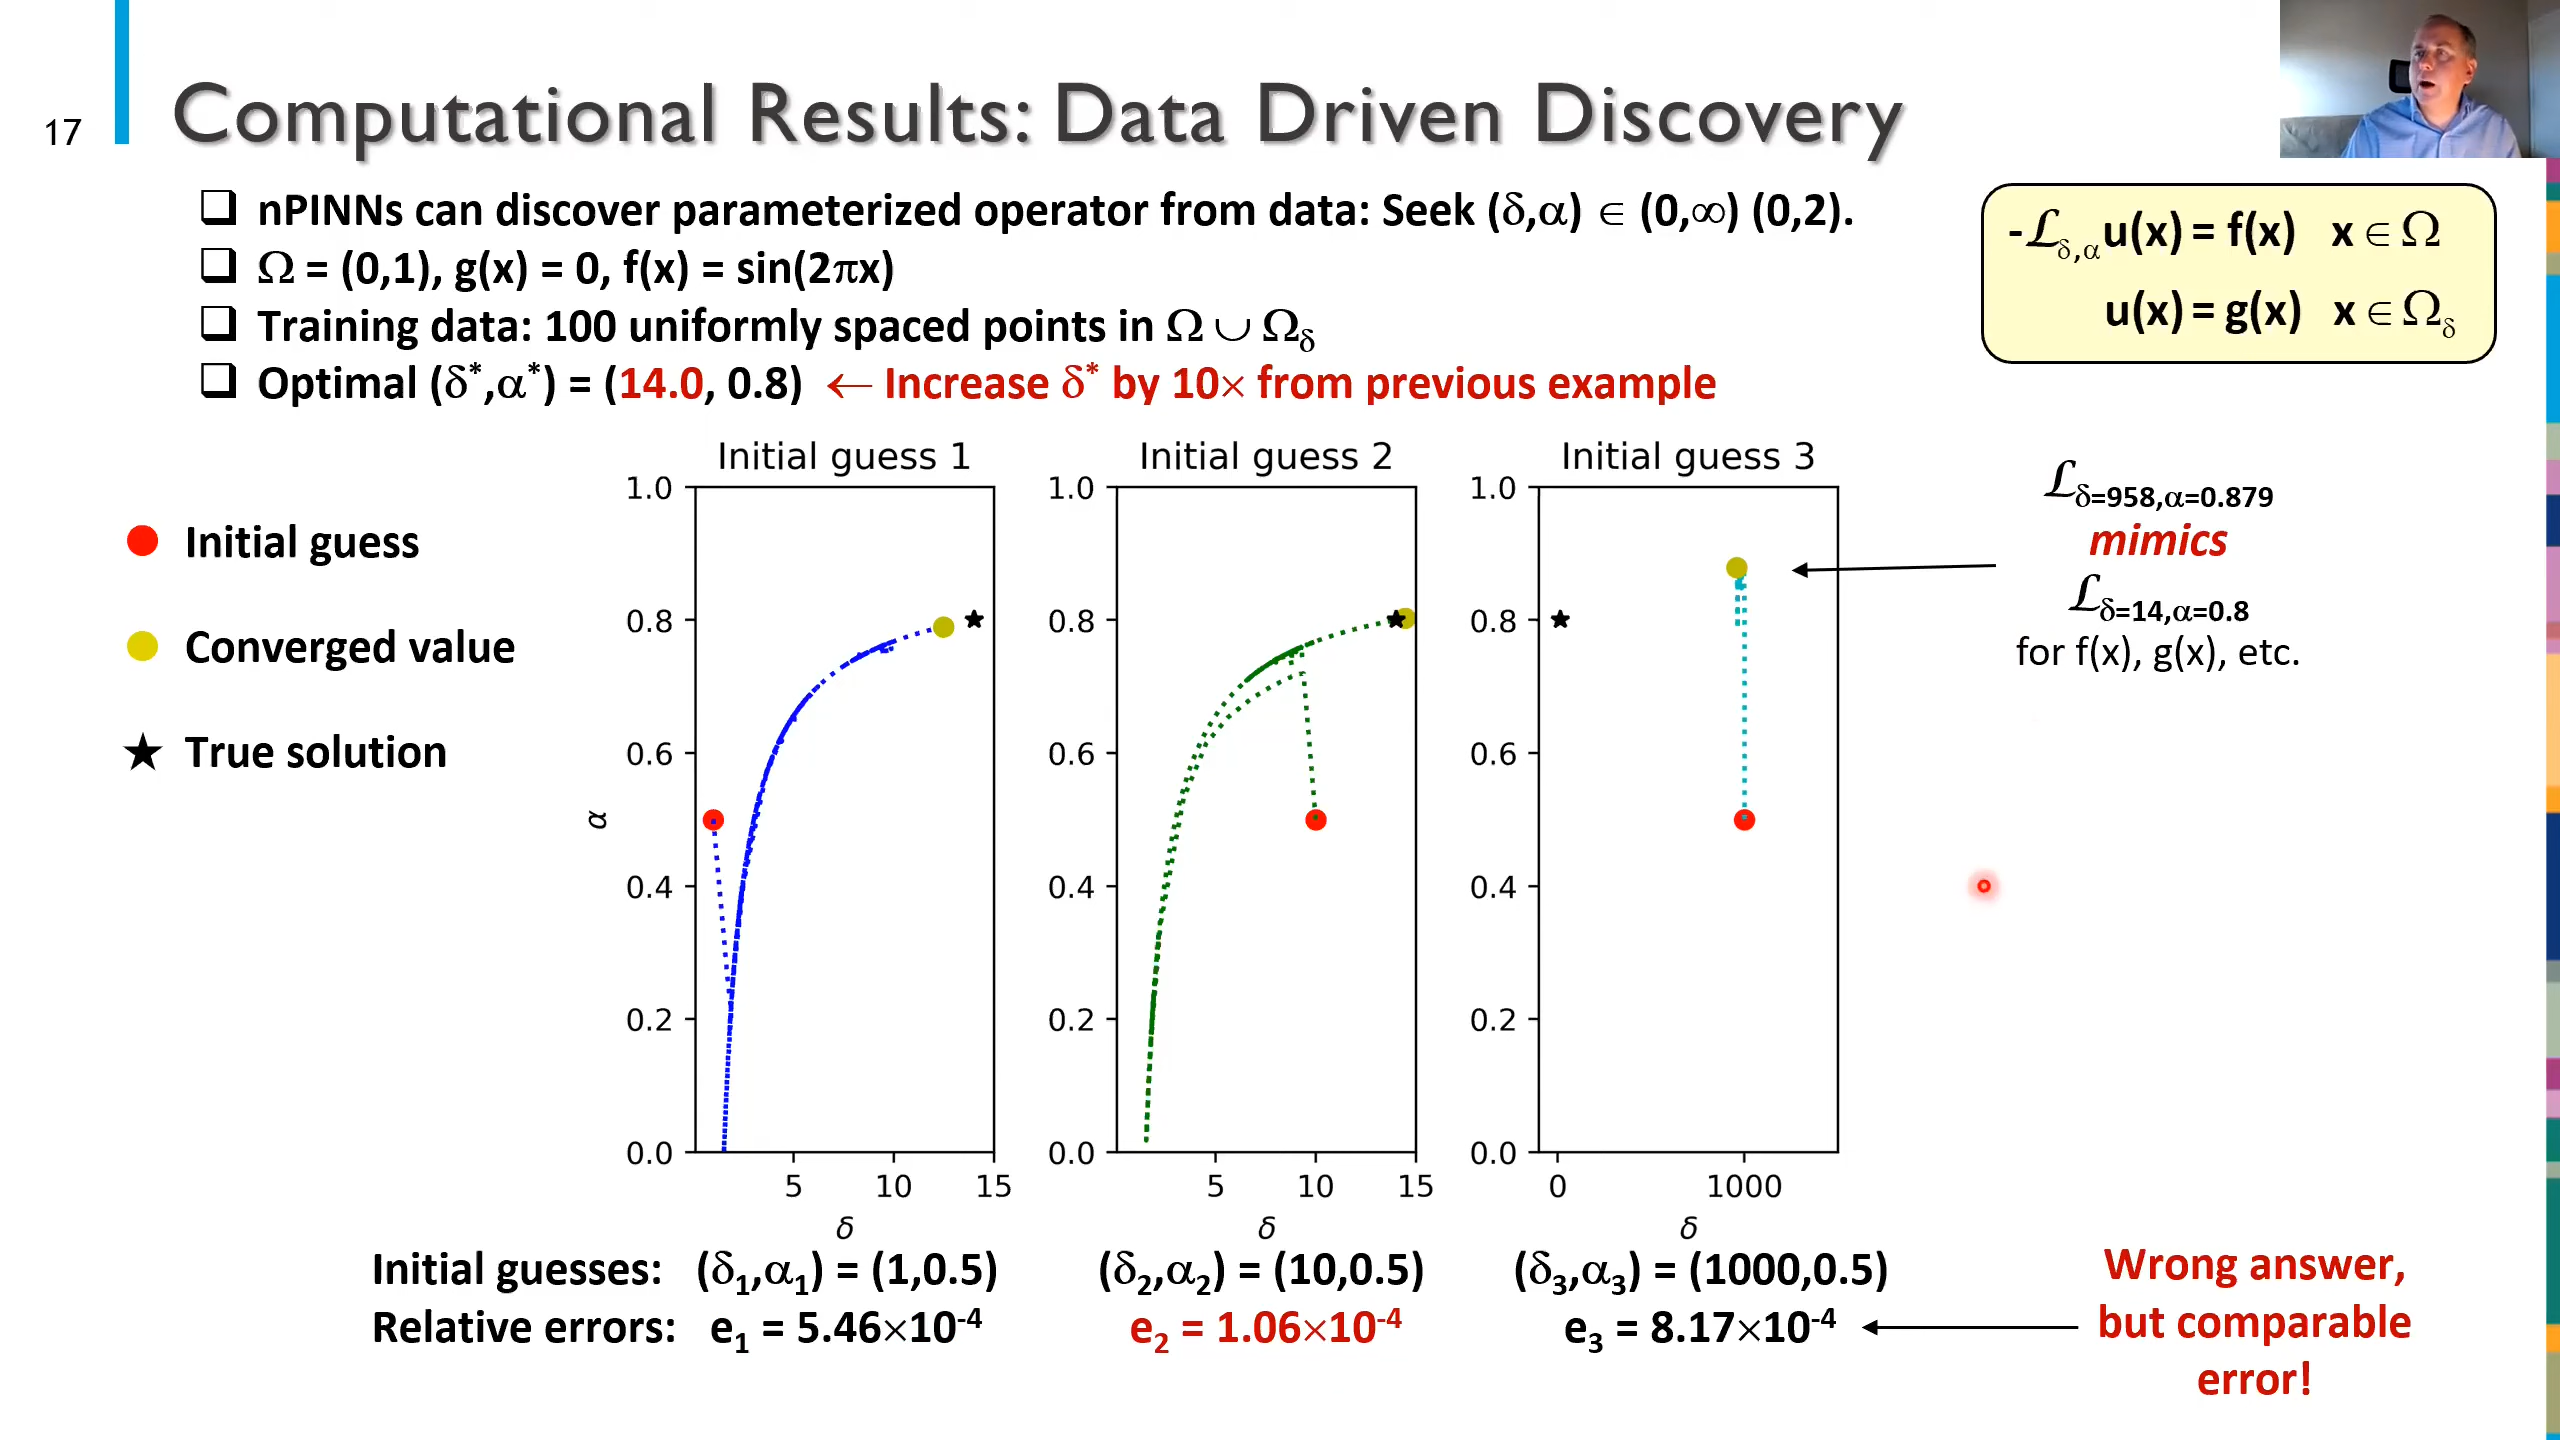 17
Computational Results: Data Driven Discovery
❑ nPINNs can discover parameterized operator from data: Seek (δ,α) ∈ (0,∞) (0,2).
❑ Ω = (0,1), g(x) = 0, f(x) = sin(2πx)
❑ Training data: 100 uniformly spaced points in Ω ∪ Ω_δ
❑ Optimal (δ*,α*) = (14.0, 0.8) ← Increase δ* by 10× from previous example
-ℒ_δ,α u(x) = f(x) x ∈ Ω
u(x) = g(x) x ∈ Ω_δ
Initial guess
Converged value
True solution
Initial guess 1
1.0
0.8
0.6
0.4
0.2
0.0
α
5 10 15
δ
Initial guess 2
1.0
0.8
0.6
0.4
0.2
0.0
5 10 15
δ
Initial guess 3
1.0
0.8
0.6
0.4
0.2
0.0
0 1000
δ
ℒ_δ=958,α=0.879
mimics
ℒ_δ=14,α=0.8
for f(x), g(x), etc.
Initial guesses: (δ₁,α₁) = (1,0.5) (δ₂,α₂) = (10,0.5) (δ₃,α₃) = (1000,0.5)
Relative errors: e₁ = 5.46×10⁻⁴ e₂ = 1.06×10⁻⁴ e₃ = 8.17×10⁻⁴
Wrong answer,
but comparable
error!